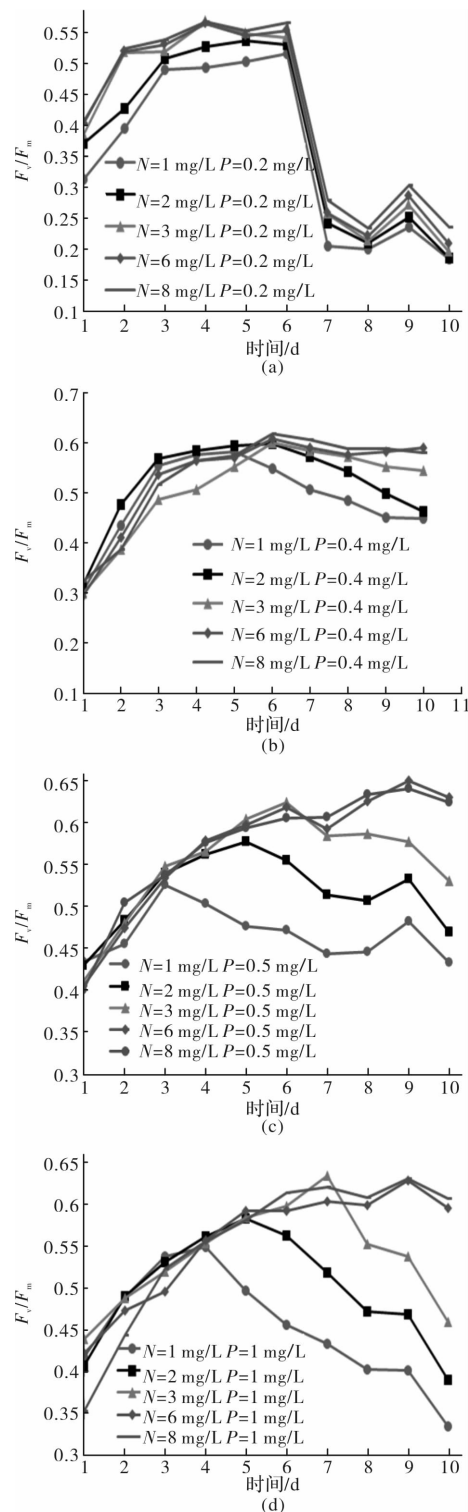 0.55
0.5
0.45
0.4
0.35
0.3
0.25
0.2
0.15
0.1
Fv/Fm
N=1 mg/L P=0.2 mg/L
N=2 mg/L P=0.2 mg/L
N=3 mg/L P=0.2 mg/L
N=6 mg/L P=0.2 mg/L
N=8 mg/L P=0.2 mg/L
1 2 3 4 5 6 7 8 9 10
时间/d
(a)
0.7
0.6
0.5
0.4
0.3
0.2
0.1
Fv/Fm
N=1 mg/L P=0.4 mg/L
N=2 mg/L P=0.4 mg/L
N=3 mg/L P=0.4 mg/L
N=6 mg/L P=0.4 mg/L
N=8 mg/L P=0.4 mg/L
1 2 3 4 5 6 7 8 9 10 11
时间/d
(b)
0.65
0.6
0.55
0.5
0.45
0.4
0.35
0.3
Fv/Fm
N=1 mg/L P=0.5 mg/L
N=2 mg/L P=0.5 mg/L
N=3 mg/L P=0.5 mg/L
N=6 mg/L P=0.5 mg/L
N=8 mg/L P=0.5 mg/L
1 2 3 4 5 6 7 8 9 10
时间/d
(c)
0.65
0.6
0.55
0.5
0.45
0.4
0.35
0.3
Fv/Fm
N=1 mg/L P=1 mg/L
N=2 mg/L P=1 mg/L
N=3 mg/L P=1 mg/L
N=6 mg/L P=1 mg/L
N=8 mg/L P=1 mg/L
1 2 3 4 5 6 7 8 9 10
时间/d
(d)